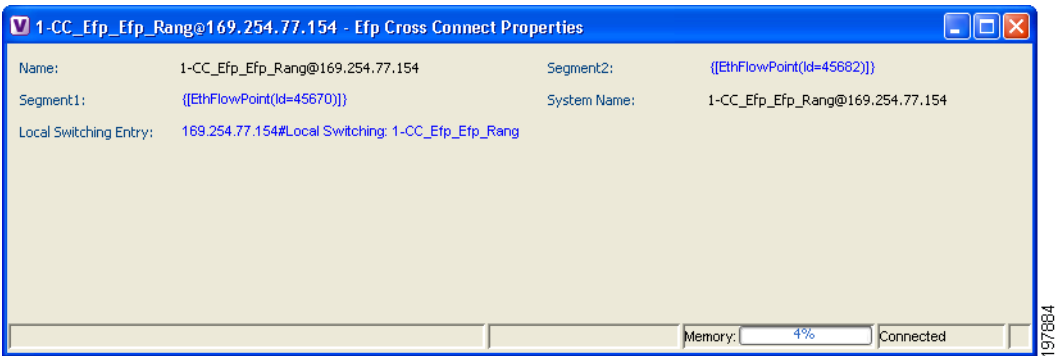 V 1-CC_Efp_Efp_Rang@169.254.77.154 - Efp Cross Connect Properties
Name: 1-CC_Efp_Efp_Rang@169.254.77.154 Segment2: {[EthFlowPoint(Id=45682)]}
Segment1: {[EthFlowPoint(Id=45670)]} System Name: 1-CC_Efp_Efp_Rang@169.254.77.154
Local Switching Entry: 169.254.77.154#Local Switching: 1-CC_Efp_Efp_Rang
Memory: 4% Connected
197884